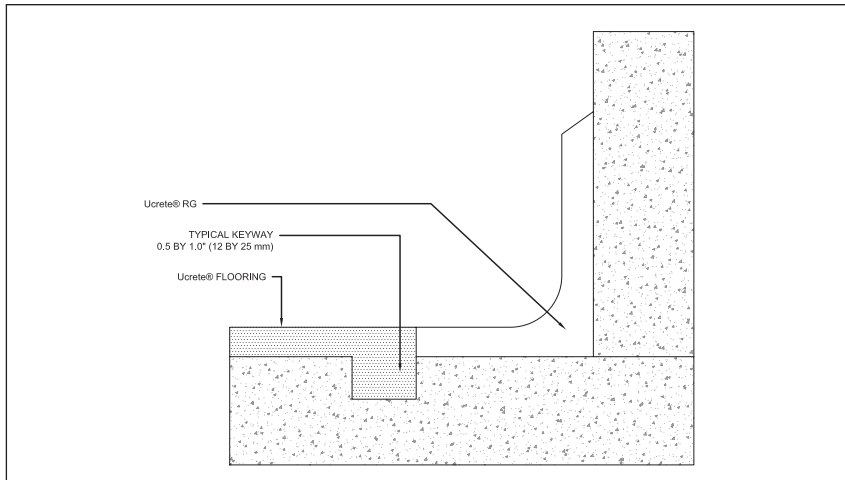 Ucrete® RG
TYPICAL KEYWAY
0.5 BY 1.0" (12 BY 25 mm)
Ucrete® FLOORING